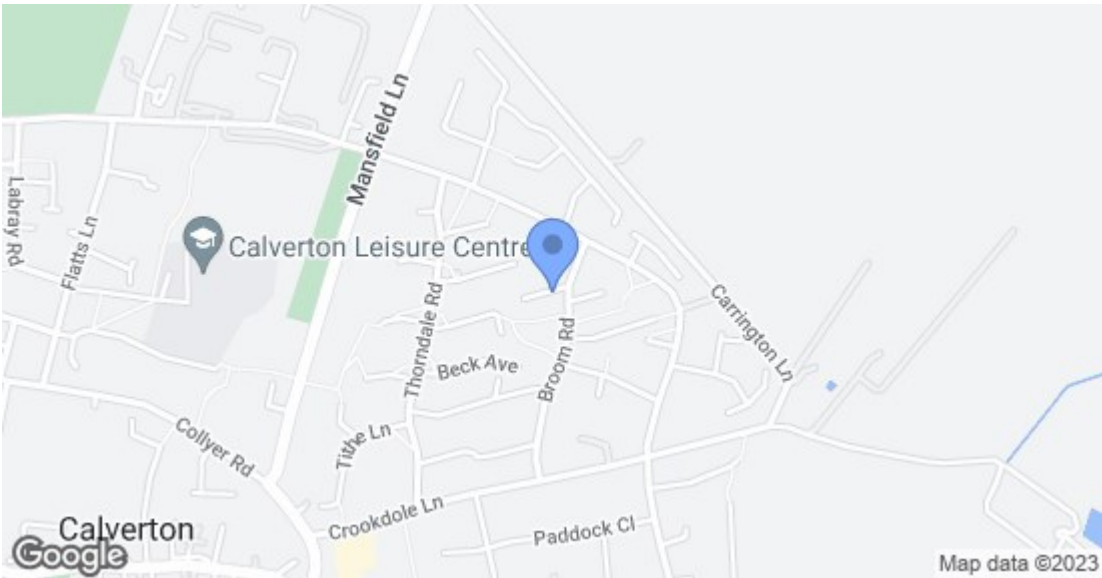 Mansfield Ln
Labray Rd
Flatts Ln
Calverton Leisure Centre
Thorndale Rd
Carrington Ln
Broom Rd
Beck Ave
Tithe Ln
Collyer Rd
Crookdole Ln
Paddock Cl
Calverton
Google
Map data ©2023